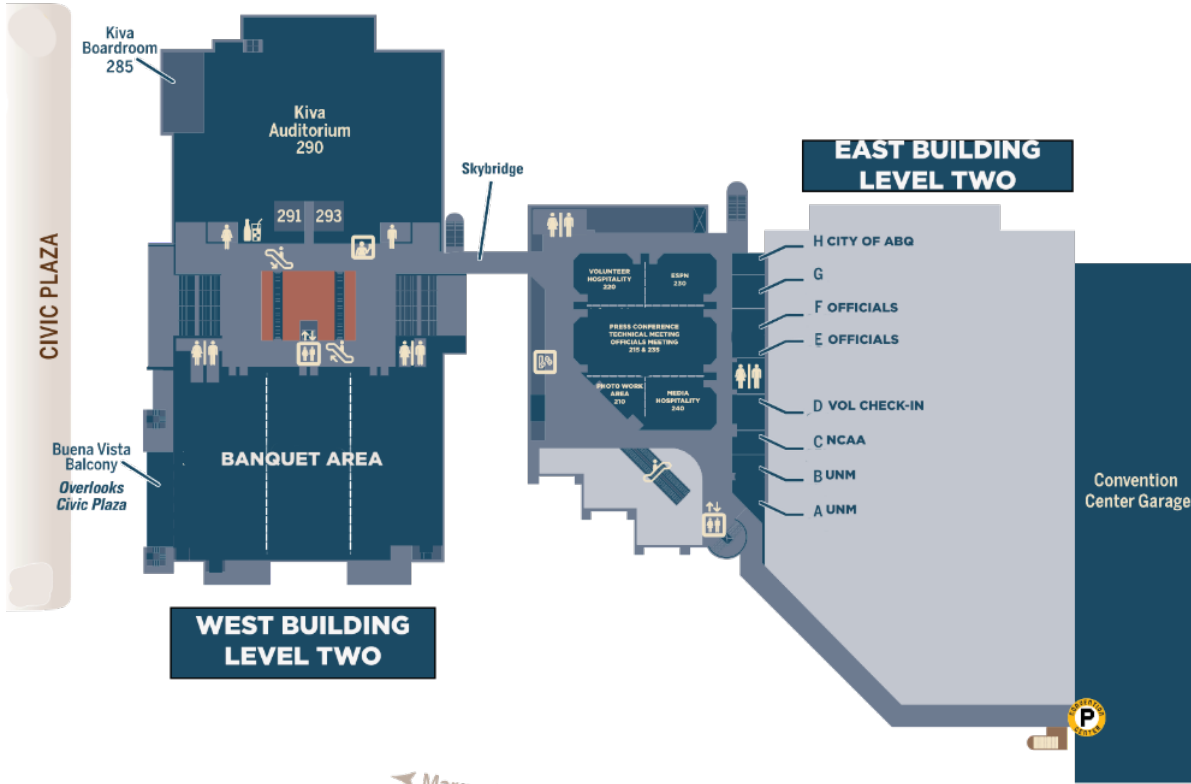 Kiva
Boardroom
285
Kiva
Auditorium
290
291
293
Skybridge
EAST BUILDING
LEVEL TWO
CIVIC PLAZA
VOLUNTEER
HOSPITALITY
220
ESPN
230
PRESS CONFERENCE
TECHNICAL MEETING
OFFICIALS MEETING
215 & 235
PHOTO WORK
AREA
210
MEDIA
HOSPITALITY
240
H CITY OF ABQ
G
F OFFICIALS
E OFFICIALS
D VOL CHECK-IN
C NCAA
B UNM
A UNM
Buena Vista
Balcony
Overlooks
Civic Plaza
BANQUET AREA
Convention
Center Garage
WEST BUILDING
LEVEL TWO
CONVENTION
P
CENTER